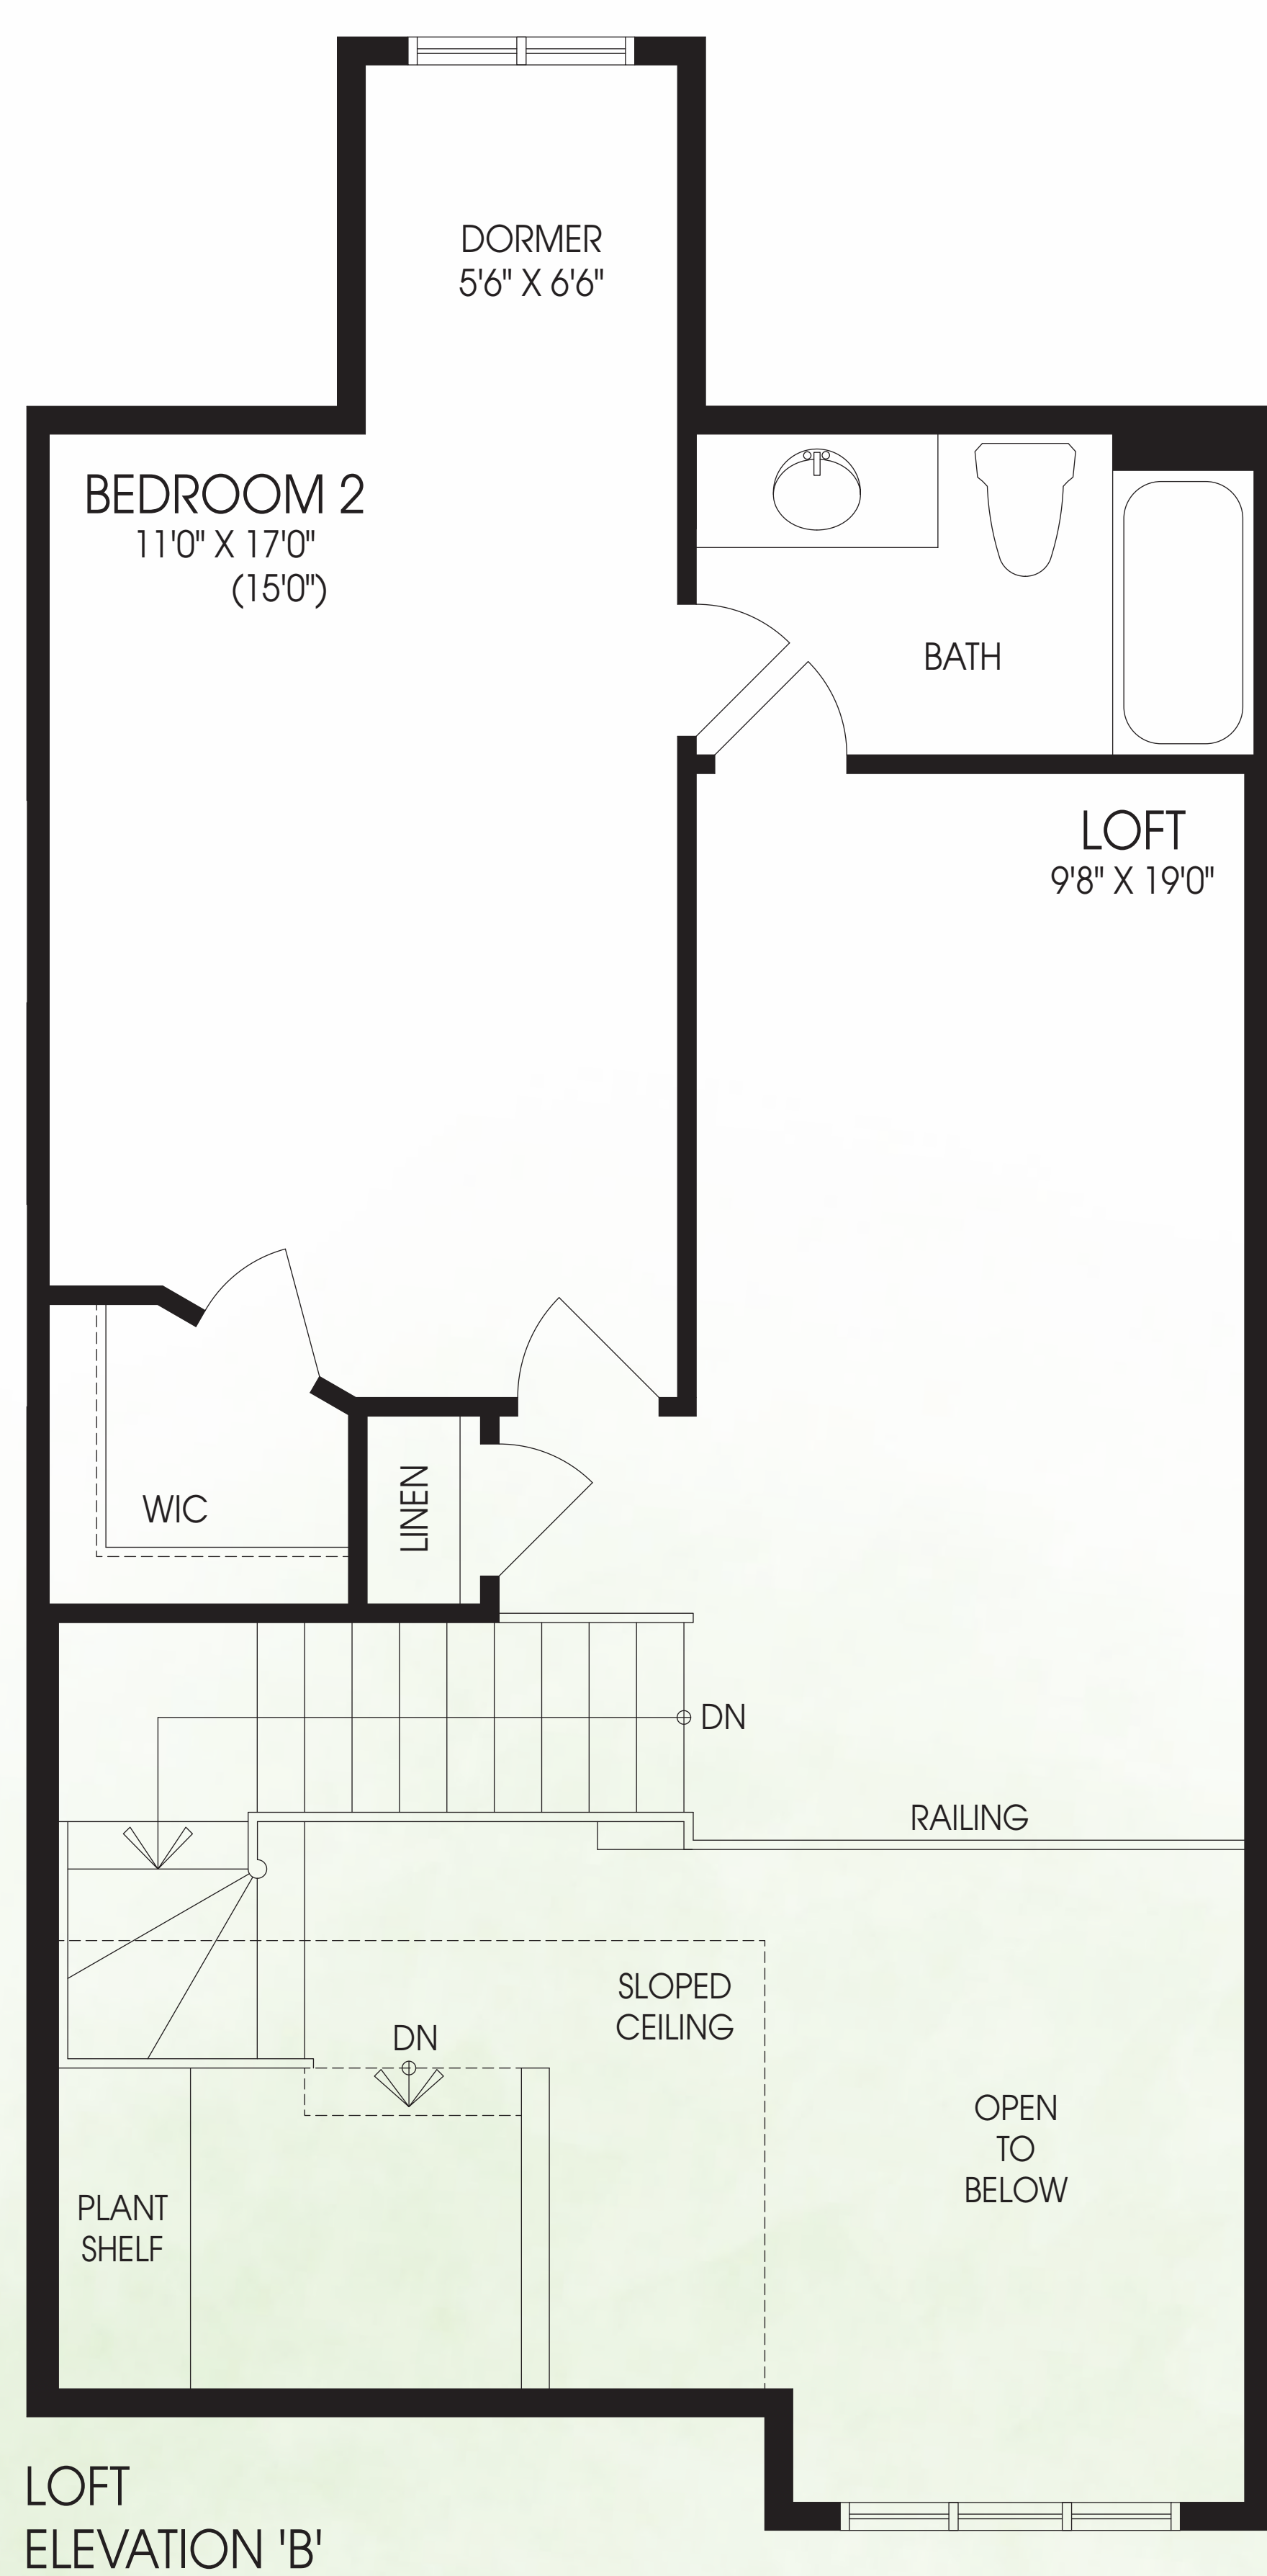 DORMER
5'6" X 6'6"
BEDROOM 2
11'0" X 17'0"
(15'0")
BATH
LOFT
9'8" X 19'0"
WIC
LINEN
DN
RAILING
SLOPED
CEILING
DN
OPEN
TO
BELOW
PLANT
SHELF
LOFT
ELEVATION 'B'